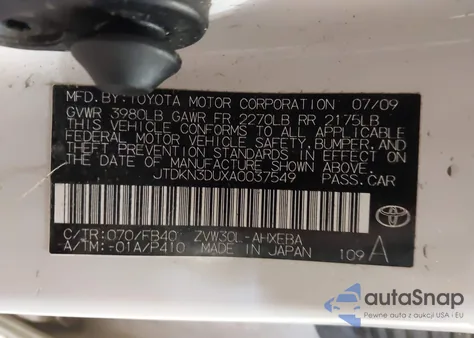 MFD.BY:TOYOTA MOTOR CORPORATION 07/09
GVWR 3980LB GAWR FR 2270LB RR 2175LB
THIS VEHICLE CONFORMS TO ALL APPLICABLE
FEDERAL MOTOR VEHICLE SAFETY,BUMPER,AND
THEFT PREVENTION STANDARDS IN EFFECT ON
THE DATE OF MANUFACTURE SHOWN ABOVE.
JTDKN3DUXA0037549 PASS.CAR
C/TR:070/FB40 ZVW30L-AHXEBA
A/TM:-01A/P410 MADE IN JAPAN 109 A
autoSnap
Pewne auta z aukcji USA i EU